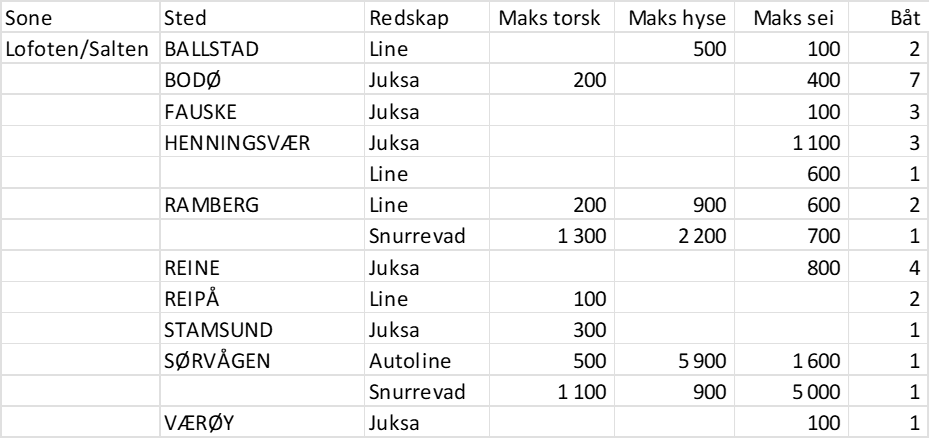 Sone Sted Redskap Maks torsk Maks hyse Maks sei Båt
Lofoten/Salten BALLSTAD Line 500 100 2
BODØ Juksa 200 400 7
FAUSKE Juksa 100 3
HENNINGSVÆR Juksa 1 100 3
Line 600 1
RAMBERG Line 200 900 600 2
Snurrevad 1 300 2 200 700 1
REINE Juksa 800 4
REIPÅ Line 100 2
STAMSUND Juksa 300 1
SØRVÅGEN Autoline 500 5 900 1 600 1
Snurrevad 1 100 900 5 000 1
VÆRØY Juksa 100 1